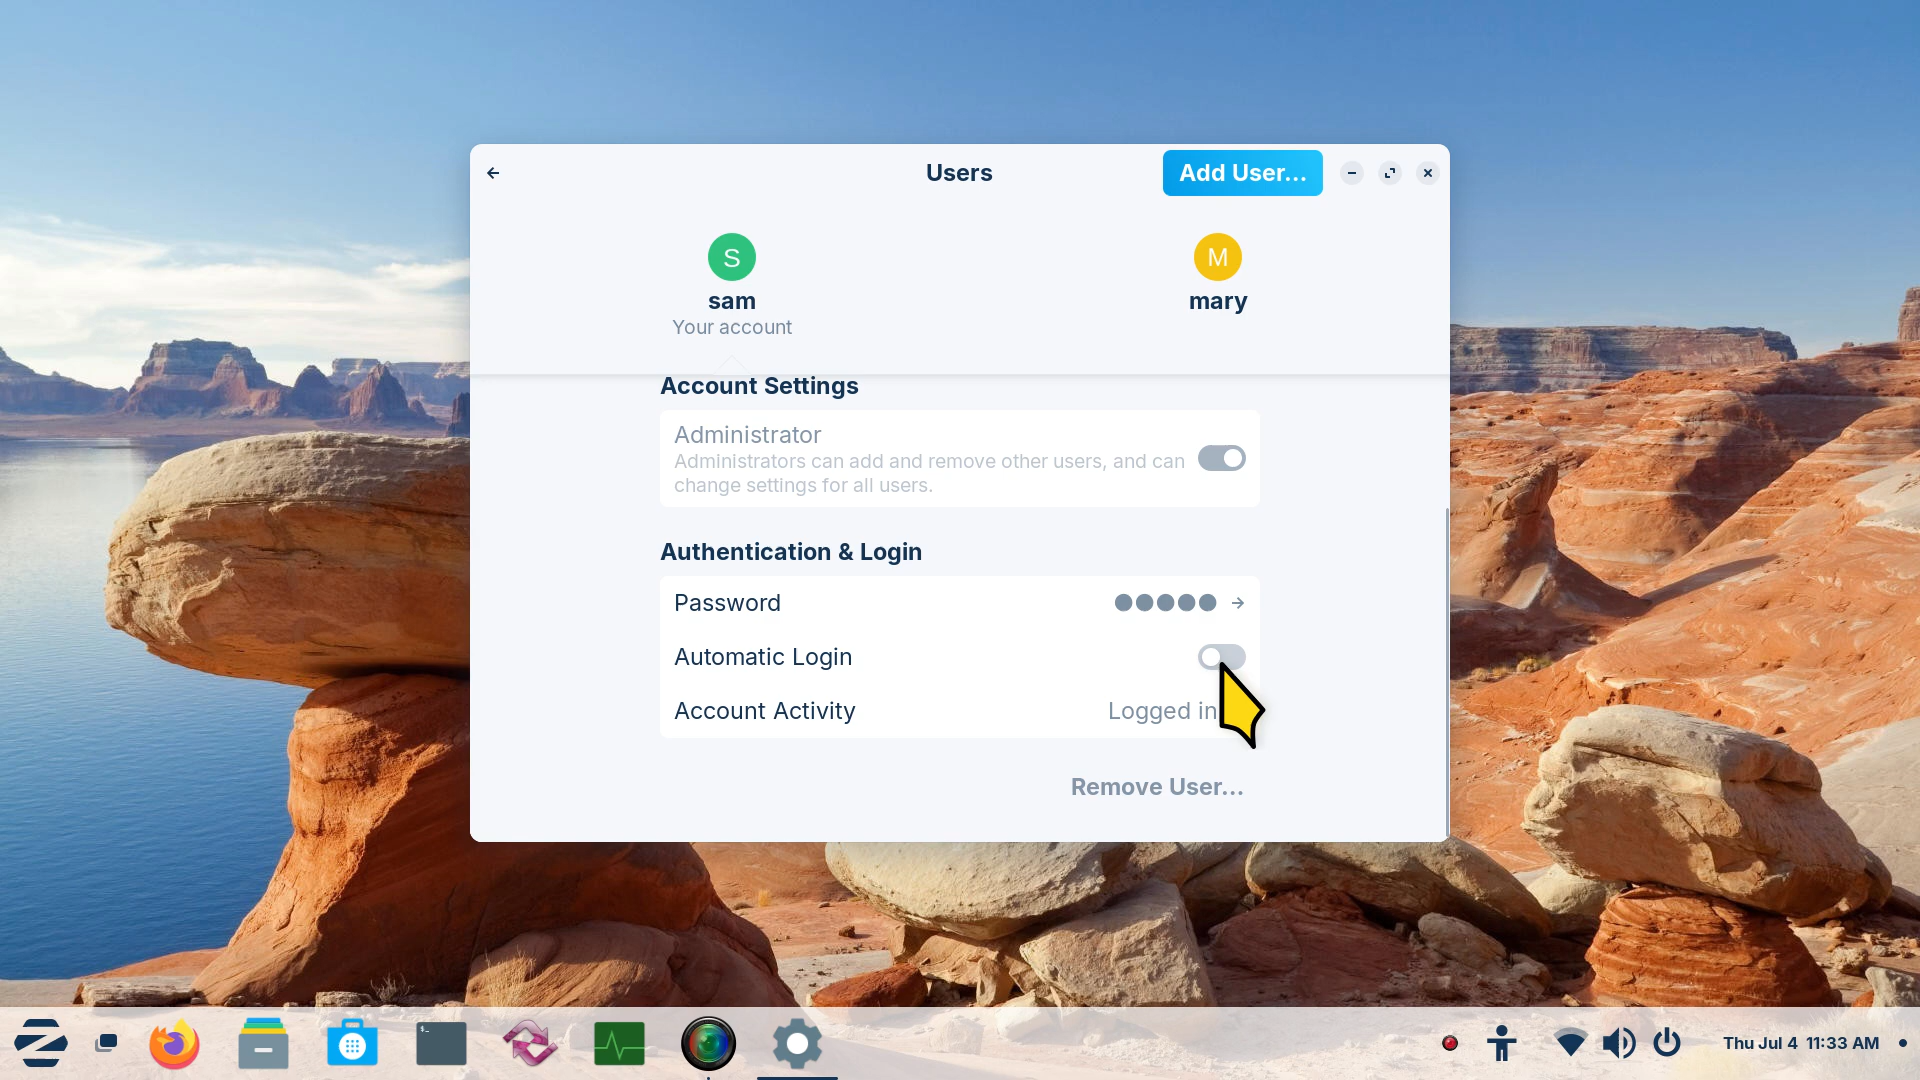 Users
Add User...
S
M
sam
mary
Your account
Account Settings
Administrator
Administrators can add and remove other users, and can
change settings for all users.
Authentication & Login
Password
Automatic Login
Account Activity
Logged in
Remove User...
Thu Jul 4 11:33 AM